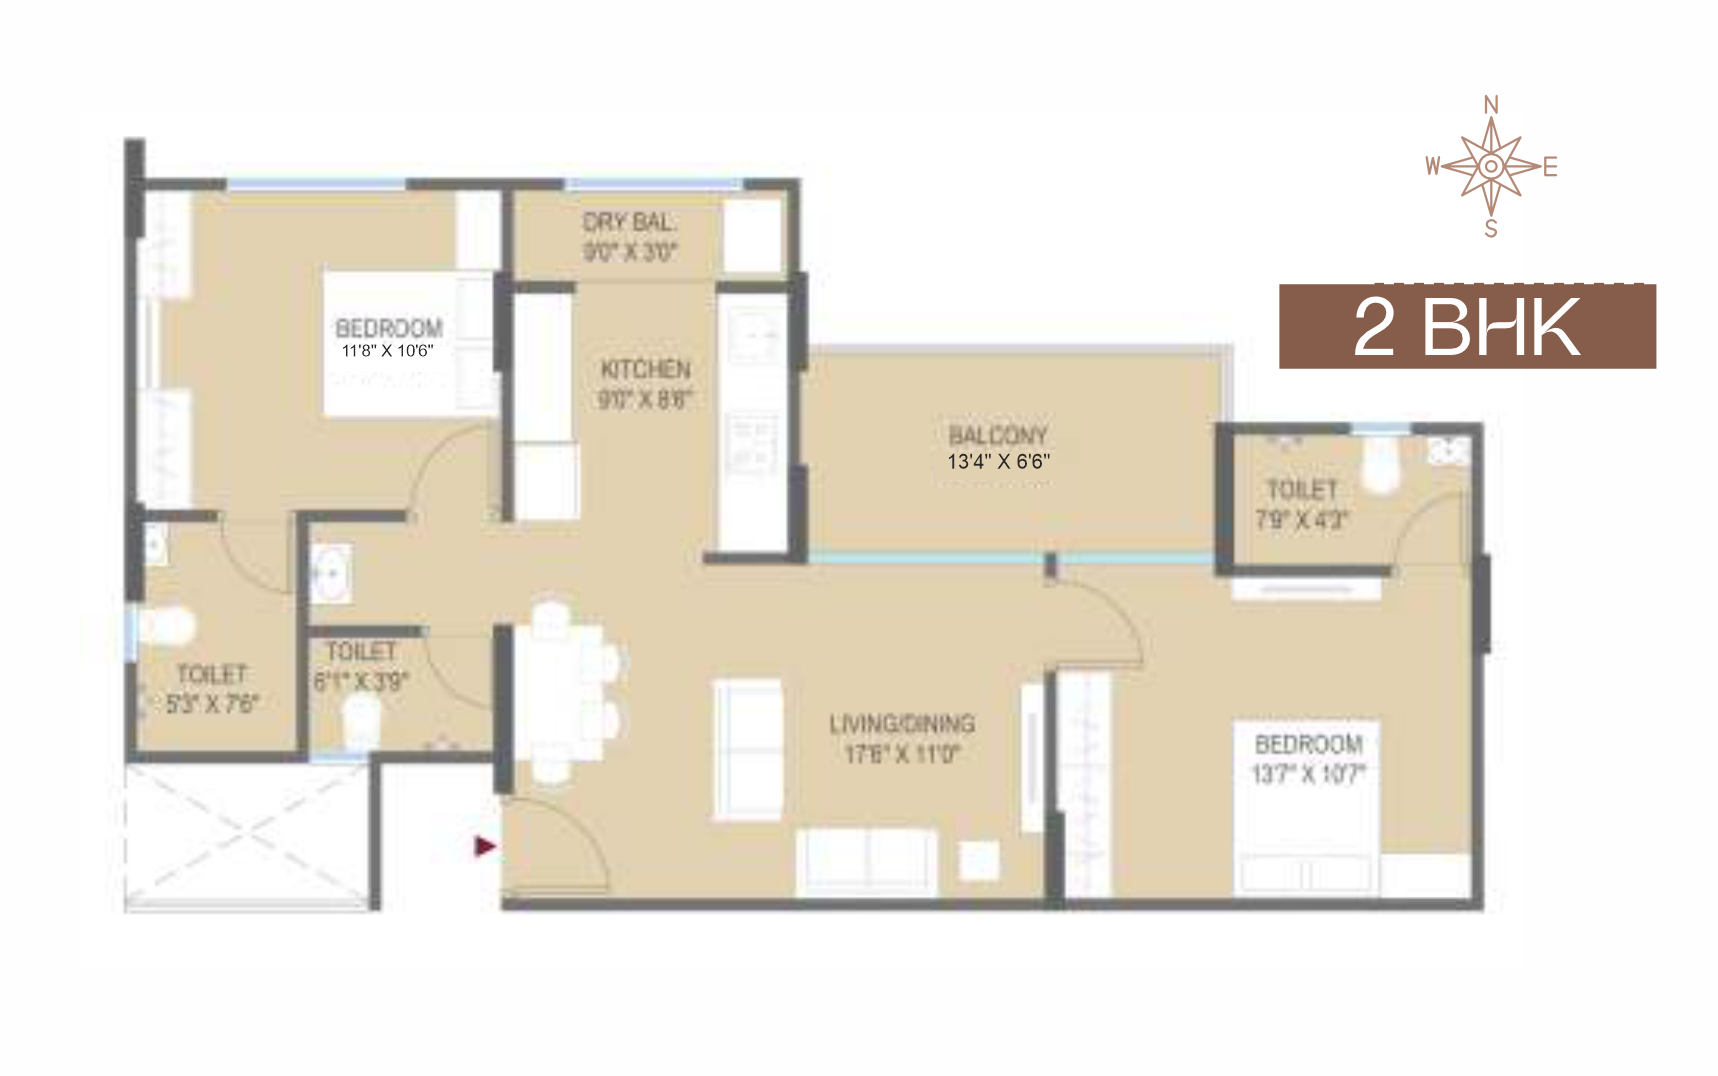 N
W E
S
2 BHK
DRY BAL.
9'0" X 3'0"
BEDROOM
11'8" X 10'6"
KITCHEN
9'0" X 8'6"
BALCONY
13'4" X 6'6"
TOILET
7'9" X 4'3"
TOILET
5'3" X 7'6"
TOILET
6'1" X 3'9"
LIVING/DINING
17'6" X 11'0"
BEDROOM
13'7" X 10'7"